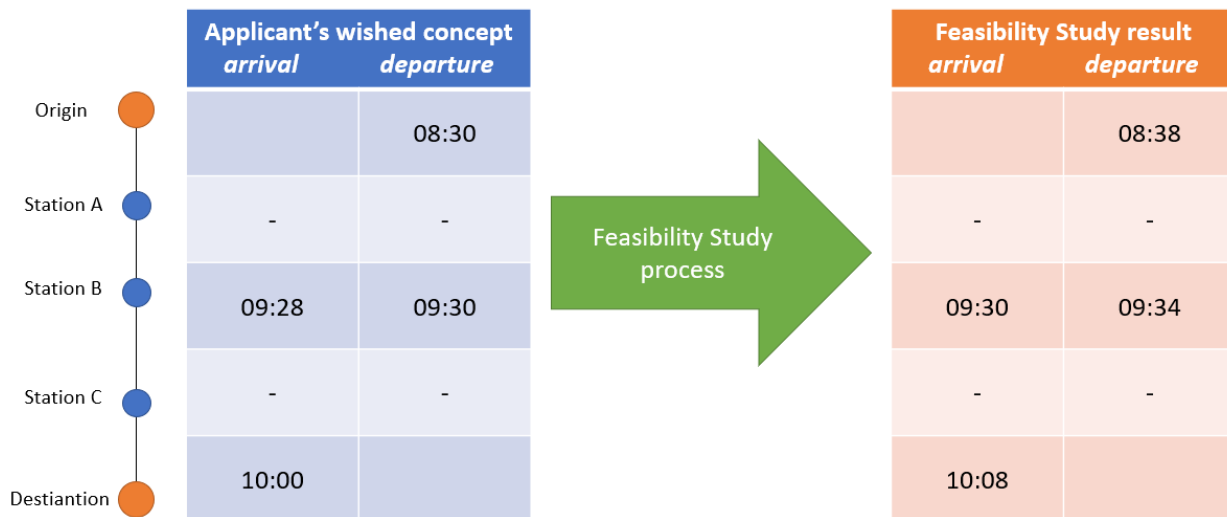 Applicant's wished concept
arrival departure
Feasibility Study result
arrival departure
Origin
08:30
08:38
Station A
- -
- -
Feasibility Study
process
Station B
09:28 09:30
09:30 09:34
Station C
- -
- -
Destiantion
10:00
10:08